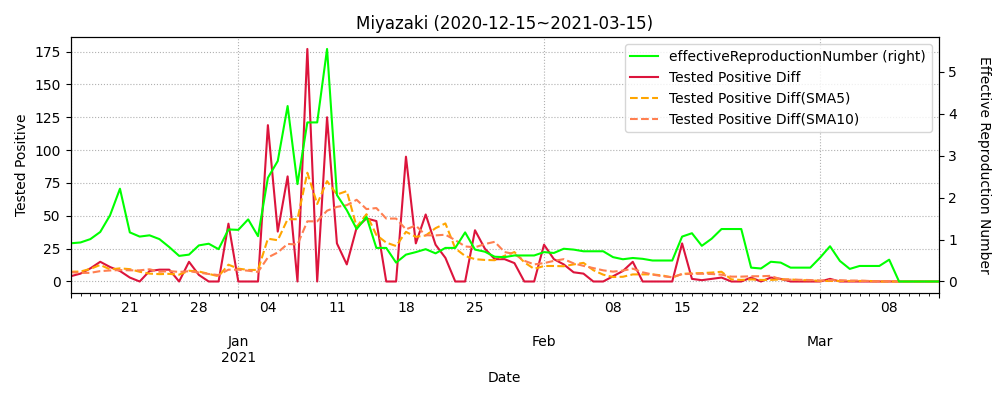 Miyazaki (2020-12-15~2021-03-15)
effectiveReproductionNumber (right)
Tested Positive Diff
Tested Positive Diff(SMA5)
Tested Positive Diff(SMA10)
Tested Positive
175
150
125
100
75
50
25
0
5
4
3
2
1
0
Effective Reproduction Number
21 28 04 11 18 25 08 15 22 08
Jan Feb Mar
2021
Date